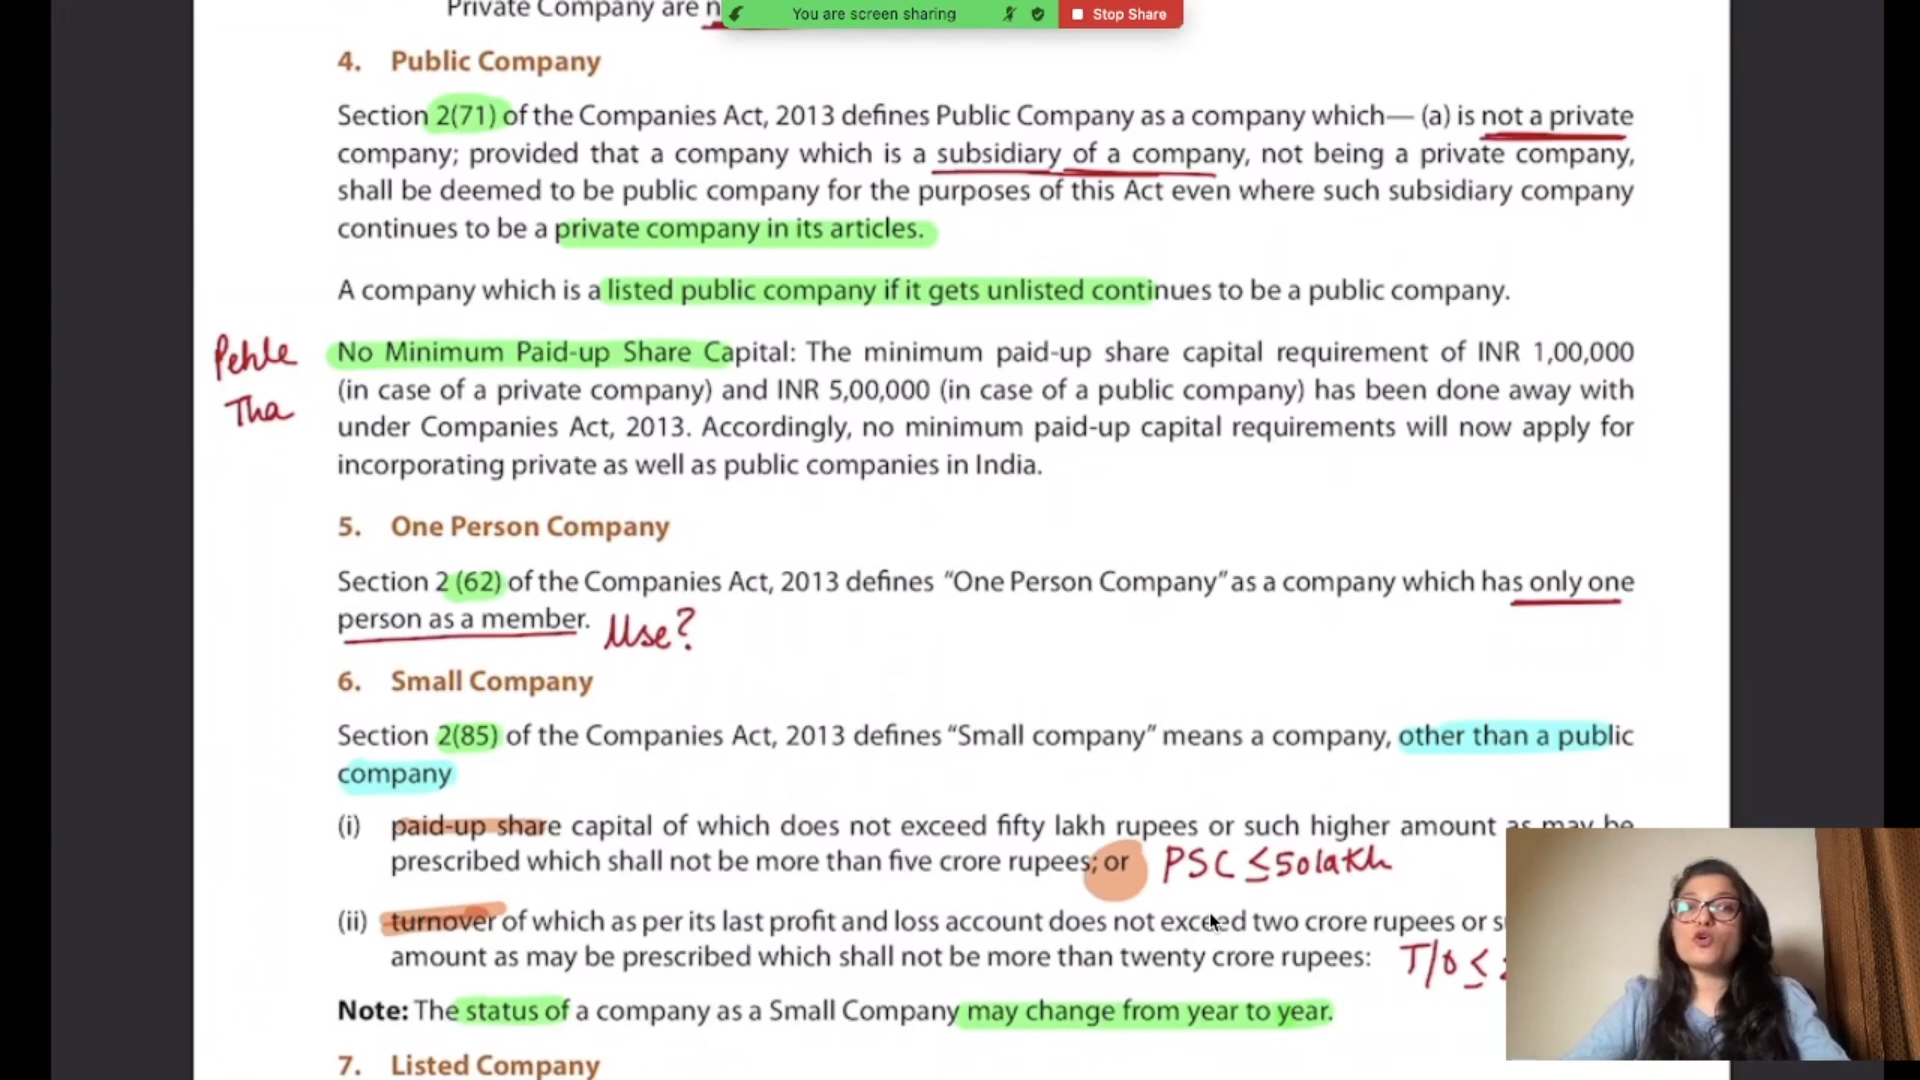 Private Company are n
You are screen sharing
Stop Share
4. Public Company
Section 2(71) of the Companies Act, 2013 defines Public Company as a company which— (a) is not a private
company; provided that a company which is a subsidiary of a company, not being a private company,
shall be deemed to be public company for the purposes of this Act even where such subsidiary company
continues to be a private company in its articles.
A company which is a listed public company if it gets unlisted continues to be a public company.
Pehle
Tha
No Minimum Paid-up Share Capital: The minimum paid-up share capital requirement of INR 1,00,000
(in case of a private company) and INR 5,00,000 (in case of a public company) has been done away with
under Companies Act, 2013. Accordingly, no minimum paid-up capital requirements will now apply for
incorporating private as well as public companies in India.
5. One Person Company
Section 2 (62) of the Companies Act, 2013 defines “One Person Company” as a company which has only one
person as a member. Use?
6. Small Company
Section 2(85) of the Companies Act, 2013 defines “Small company” means a company, other than a public
company
(i) paid-up share capital of which does not exceed fifty lakh rupees or such higher amount as may be
prescribed which shall not be more than five crore rupees; or PSC ≤ 50 lakh
(ii) turnover of which as per its last profit and loss account does not exceed two crore rupees or s
amount as may be prescribed which shall not be more than twenty crore rupees: T/O ≤
Note: The status of a company as a Small Company may change from year to year.
7. Listed Company